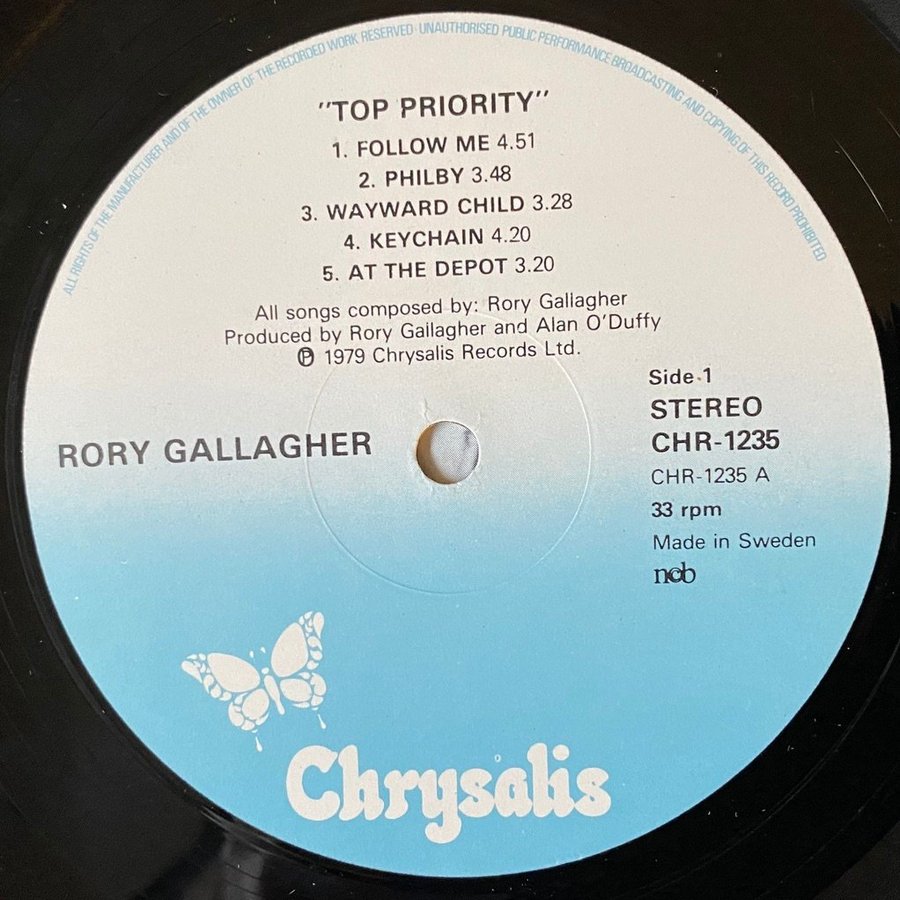 ALL RIGHTS OF THE MANUFACTURER AND OF THE OWNER OF THE RECORDED WORK RESERVED · UNAUTHORISED PUBLIC PERFORMANCE BROADCASTING AND COPYING OF THIS RECORD PROHIBITED
"TOP PRIORITY"
1. FOLLOW ME 4.51
2. PHILBY 3.48
3. WAYWARD CHILD 3.28
4. KEYCHAIN 4.20
5. AT THE DEPOT 3.20
All songs composed by: Rory Gallagher
Produced by Rory Gallagher and Alan O'Duffy
Ⓟ 1979 Chrysalis Records Ltd.
RORY GALLAGHER
Side 1
STEREO
CHR-1235
CHR-1235 A
33 rpm
Made in Sweden
ncb
Chrysalis